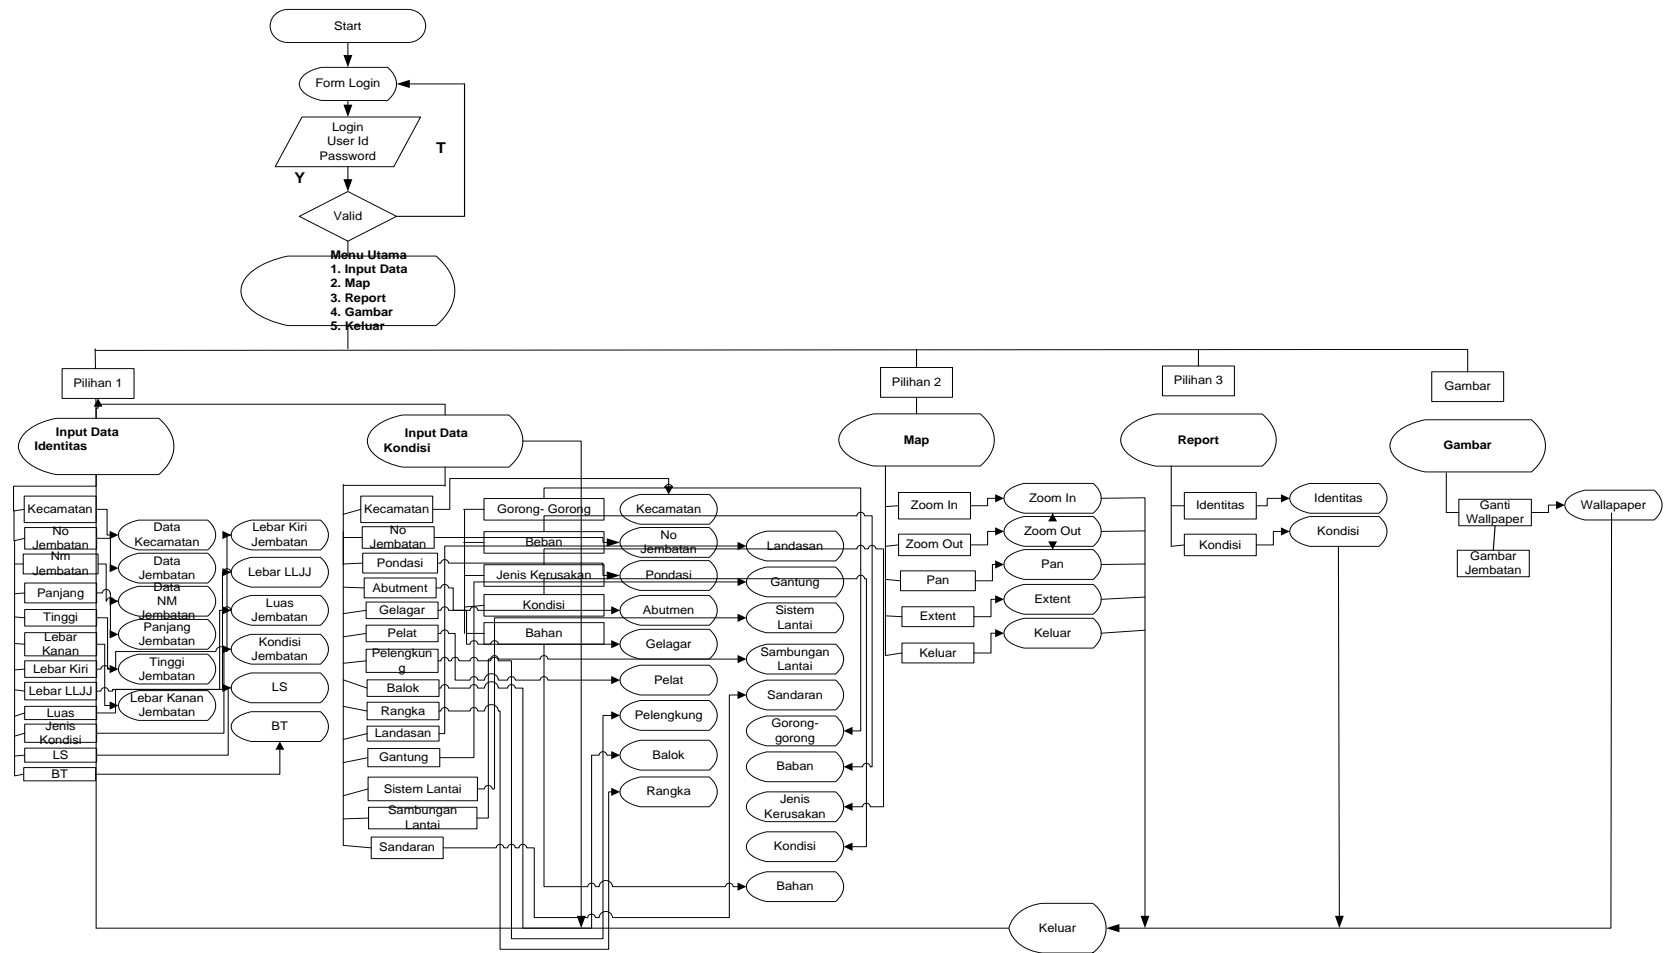 Start
Form Login
Login
User Id
Password
T
Y
Valid
Menu Utama
1. Input Data
2. Map
3. Report
4. Gambar
5. Keluar
Pilihan 1
Pilihan 2
Pilihan 3
Gambar
Input Data
Identitas
Kecamatan
No
Jembatan
Nm
Jembatan
Panjang
Tinggi
Lebar
Kanan
Lebar Kiri
Lebar LLJJ
Luas
Jenis
Kondisi
LS
BT
Data
Kecamatan
Data
Jembatan
Data
NM
Jembatan
Panjang
Jembatan
Tinggi
Jembatan
Lebar Kanan
Jembatan
Lebar Kiri
Jembatan
Lebar LLJJ
Luas
Jembatan
Kondisi
Jembatan
LS
BT
Input Data
Kondisi
Kecamatan
No
Jembatan
Pondasi
Abutment
Gelagar
Pelat
Pelengkun
g
Balok
Rangka
Landasan
Gantung
Sistem Lantai
Sambungan
Lantai
Sandaran
Gorong- Gorong
Beban
Jenis Kerusakan
Kondisi
Bahan
Kecamatan
No
Jembatan
Pondasi
Abutmen
Gelagar
Pelat
Pelengkung
Balok
Rangka
Landasan
Gantung
Sistem
Lantai
Sambungan
Lantai
Sandaran
Gorong-
gorong
Baban
Jenis
Kerusakan
Kondisi
Bahan
Map
Zoom In
Zoom Out
Pan
Extent
Keluar
Zoom In
Zoom Out
Pan
Extent
Keluar
Report
Identitas
Kondisi
Identitas
Kondisi
Gambar
Ganti
Wallpaper
Gambar
Jembatan
Wallapaper
Keluar